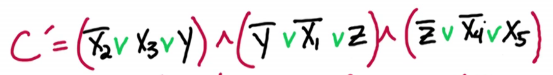 C' = (x̅₂ ∨ x₃ ∨ y) ∧ (y̅ ∨ x̅₁ ∨ z) ∧ (z̅ ∨ x̅₄ ∨ x₅)